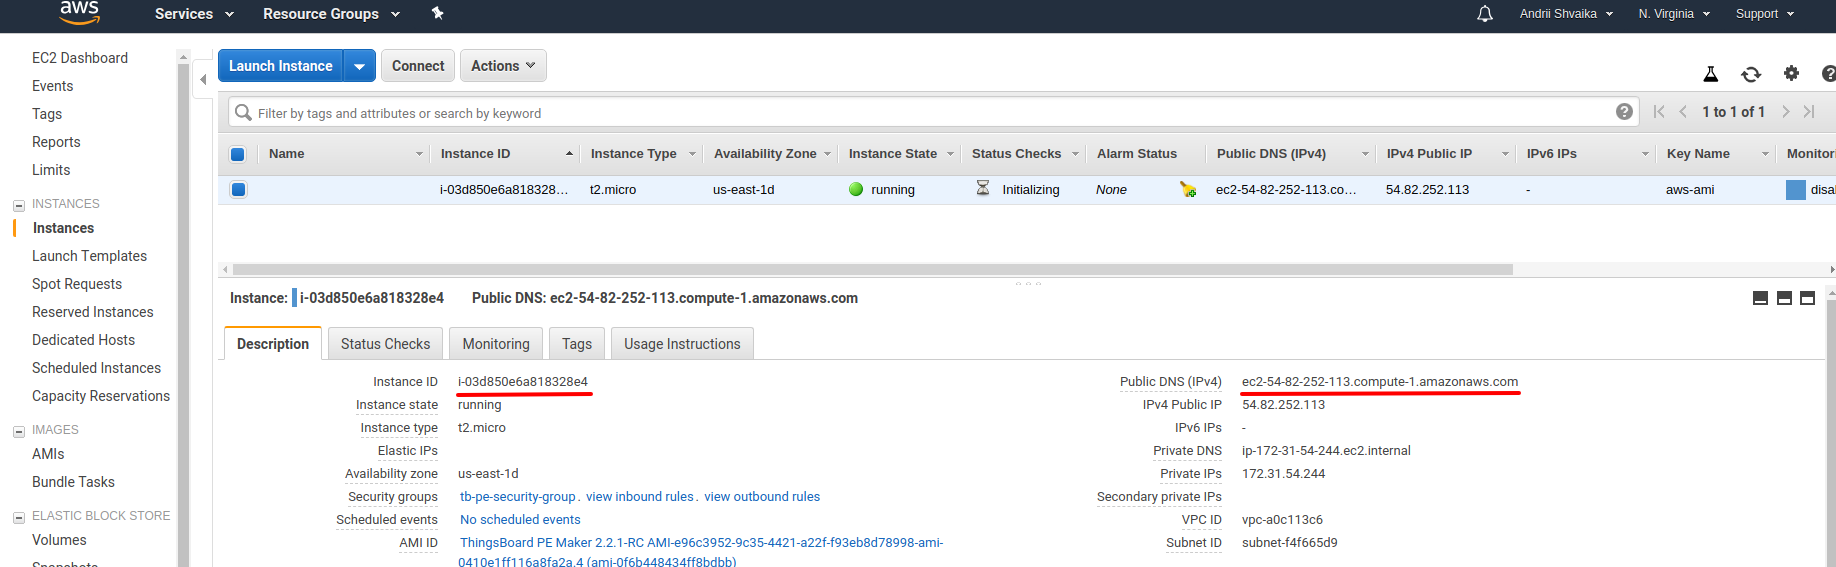 aws Services Resource Groups Andrii Shvaika N. Virginia Support
EC2 Dashboard
Events
Tags
Reports
Limits
INSTANCES
Instances
Launch Templates
Spot Requests
Reserved Instances
Dedicated Hosts
Scheduled Instances
Capacity Reservations
IMAGES
AMIs
Bundle Tasks
ELASTIC BLOCK STORE
Volumes
Snapshots
Launch Instance Connect Actions
Filter by tags and attributes or search by keyword ? 1 to 1 of 1
Name Instance ID Instance Type Availability Zone Instance State Status Checks Alarm Status Public DNS (IPv4) IPv4 Public IP IPv6 IPs Key Name Monitori
i-03d850e6a818328... t2.micro us-east-1d running Initializing None ec2-54-82-252-113.co... 54.82.252.113 - aws-ami disal
Instance: i-03d850e6a818328e4 Public DNS: ec2-54-82-252-113.compute-1.amazonaws.com
Description Status Checks Monitoring Tags Usage Instructions
Instance ID i-03d850e6a818328e4 Public DNS (IPv4) ec2-54-82-252-113.compute-1.amazonaws.com
Instance state running IPv4 Public IP 54.82.252.113
Instance type t2.micro IPv6 IPs -
Elastic IPs Private DNS ip-172-31-54-244.ec2.internal
Availability zone us-east-1d Private IPs 172.31.54.244
Security groups tb-pe-security-group. view inbound rules. view outbound rules Secondary private IPs
Scheduled events No scheduled events VPC ID vpc-a0c113c6
AMI ID ThingsBoard PE Maker 2.2.1-RC AMI-e96c3952-9c35-4421-a22f-f93eb8d78998-ami- Subnet ID subnet-f4f665d9
0410e1ff116a8fa2a.4 (ami-0f6b448434ff8bdbb)